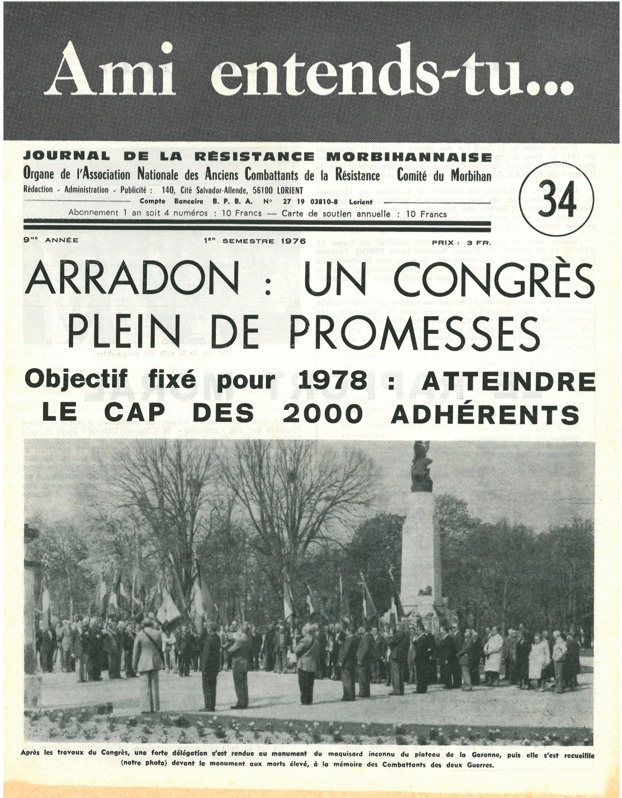 Ami entends-tu...
JOURNAL DE LA RÉSISTANCE MORBIHANNAISE
Organe de l'Association Nationale des Anciens Combattants de la Résistance Comité du Morbihan
Rédaction - Administration - Publicité : 140, Cité Salvador-Allende, 56100 LORIENT
Compte Bancaire B. P. B. A. N° 27 19 03810-8 Lorient
Abonnement 1 an soit 4 numéros : 10 Francs — Carte de soutien annuelle : 10 Francs
34
9me ANNÉE 1er SEMESTRE 1976 PRIX : 3 FR.
ARRADON : UN CONGRÈS
PLEIN DE PROMESSES
Objectif fixé pour 1978 : ATTEINDRE
LE CAP DES 2000 ADHÉRENTS
Après les travaux du Congrès, une forte délégation s'est rendue au monument du maquisard inconnu du plateau de la Garenne, puis elle s'est recueillie
(notre photo) devant le monument aux morts élevé, à la mémoire des Combattants des deux Guerres.